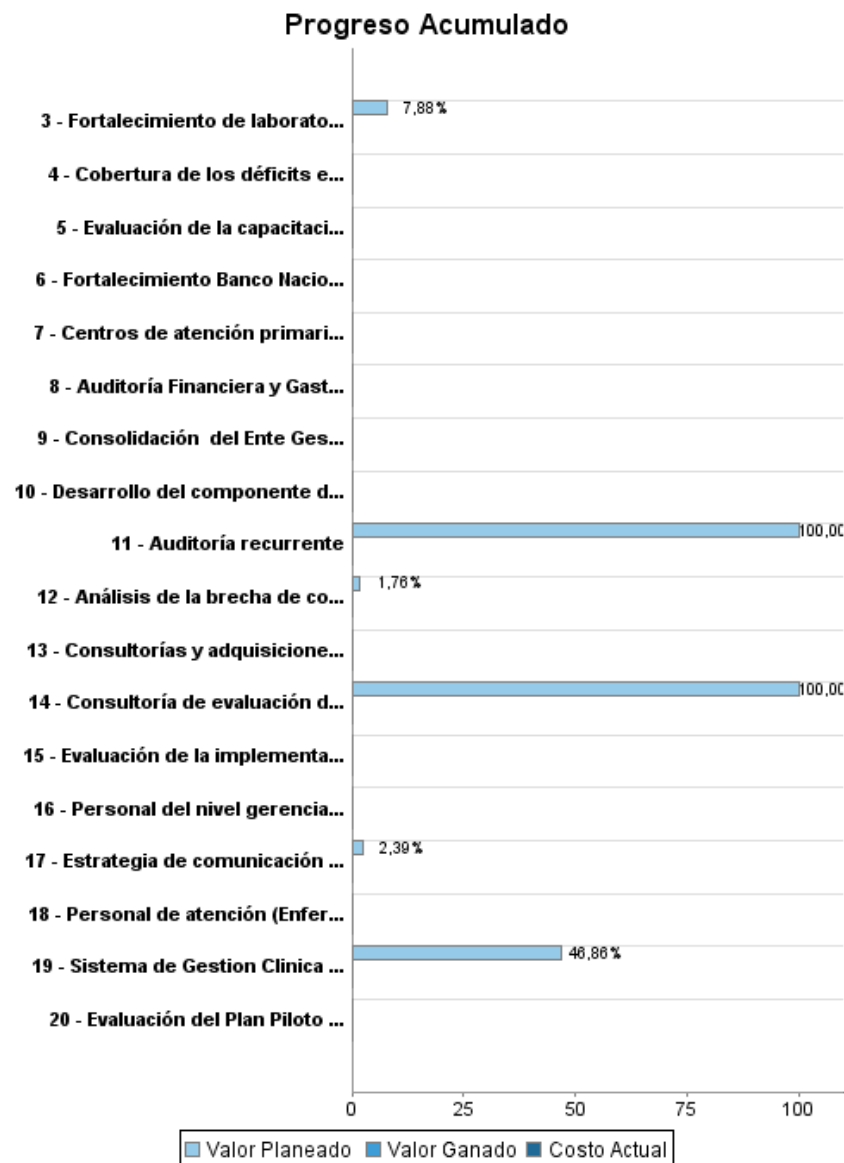 Progreso Acumulado
3 - Fortalecimiento de laborato...
7,88%
4 - Cobertura de los déficits e...
5 - Evaluación de la capacitaci...
6 - Fortalecimiento Banco Nacio...
7 - Centros de atención primari...
8 - Auditoría Financiera y Gast...
9 - Consolidación  del Ente Ges...
10 - Desarrollo del componente d...
11 - Auditoría recurrente
100,00
12 - Análisis de la brecha de co...
1,76%
13 - Consultorías y adquisicione...
14 - Consultoría de evaluación d...
100,00
15 - Evaluación de la implementa...
16 - Personal del nivel gerencia...
17 - Estrategia de comunicación ...
2,39%
18 - Personal de atención (Enfer...
19 - Sistema de Gestion Clinica ...
46,86%
20 - Evaluación del Plan Piloto ...
0 25 50 75 100
Valor Planeado Valor Ganado Costo Actual